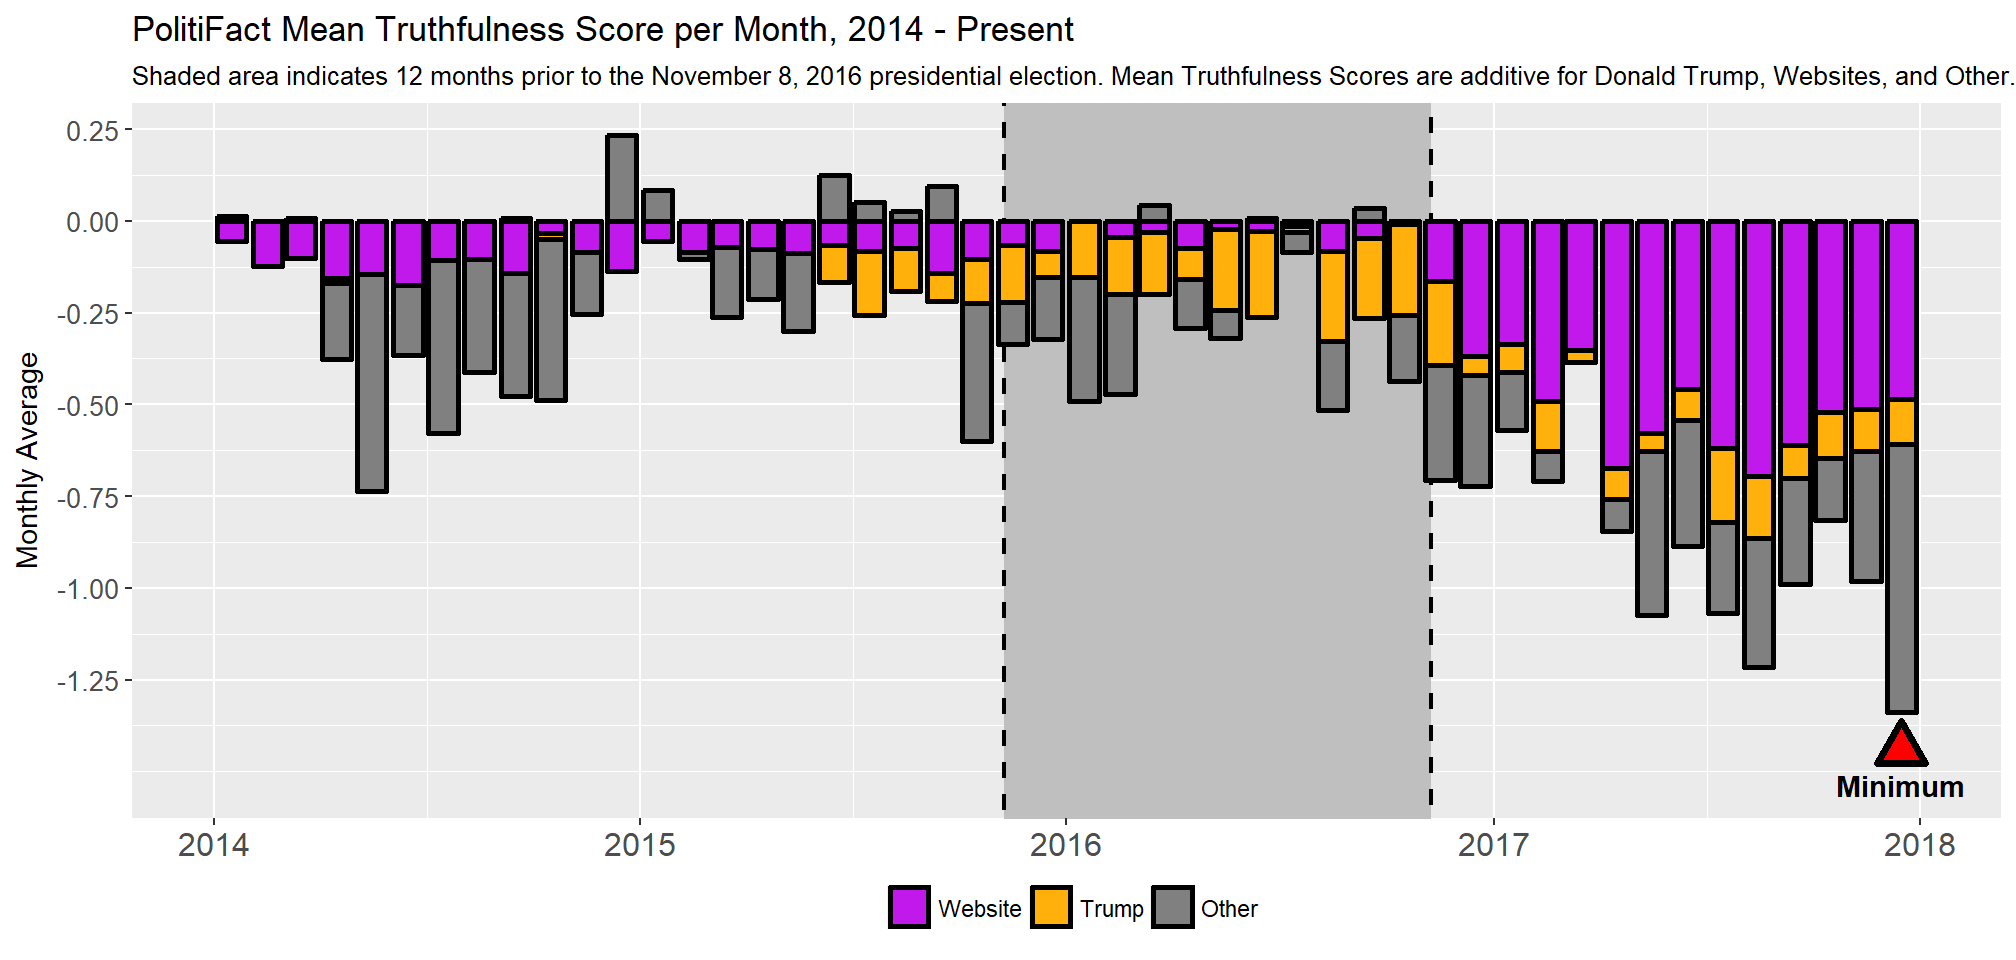 PolitiFact Mean Truthfulness Score per Month, 2014 - Present
Shaded area indicates 12 months prior to the November 8, 2016 presidential election. Mean Truthfulness Scores are additive for Donald Trump, Websites, and Other.
Monthly Average
0.25
0.00
-0.25
-0.50
-0.75
-1.00
-1.25
Minimum
2014 2015 2016 2017 2018
Website Trump Other